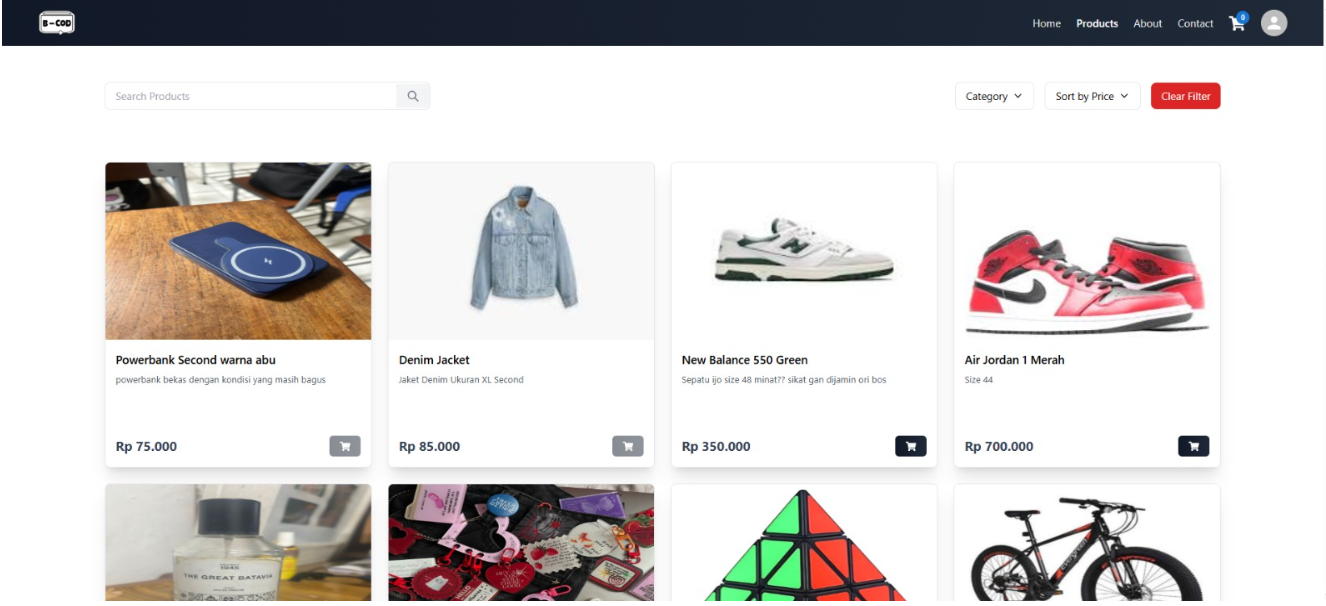 B-COD
Home Products About Contact 0
Search Products
Category Sort by Price Clear Filter
Powerbank Second warna abu
powerbank bekas dengan kondisi yang masih bagus
Rp 75.000
Denim Jacket
Jaket Denim Ukuran XL Second
Rp 85.000
New Balance 550 Green
Sepatu ijo size 48 minat?? sikat gan dijamin ori bos
Rp 350.000
Air Jordan 1 Merah
Size 44
Rp 700.000
THE GREAT BATAVIA